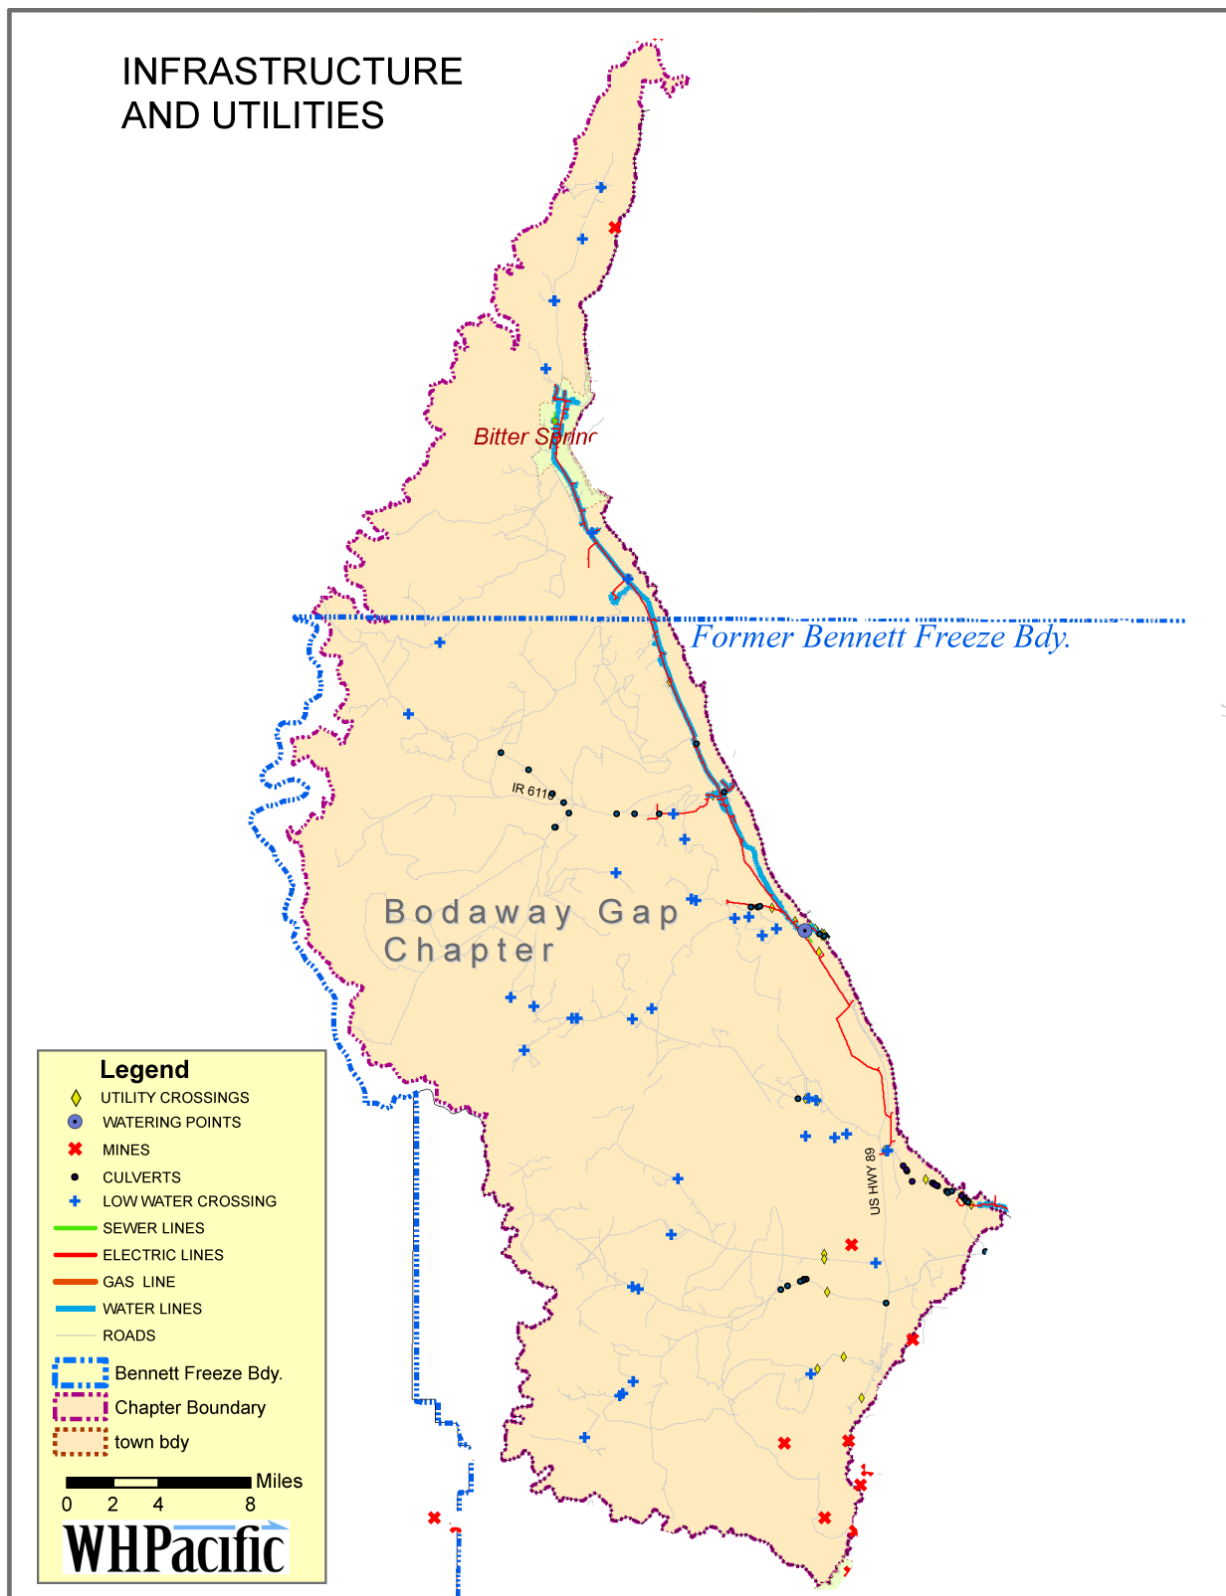 INFRASTRUCTURE
AND UTILITIES
Bitter Spring
Former Bennett Freeze Bdy.
IR 6110
Bodaway Gap
Chapter
US HWY 89
Legend
UTILITY CROSSINGS
WATERING POINTS
MINES
CULVERTS
LOW WATER CROSSING
SEWER LINES
ELECTRIC LINES
GAS LINE
WATER LINES
ROADS
Bennett Freeze Bdy.
Chapter Boundary
town bdy
Miles
0 2 4 8
WHPacific